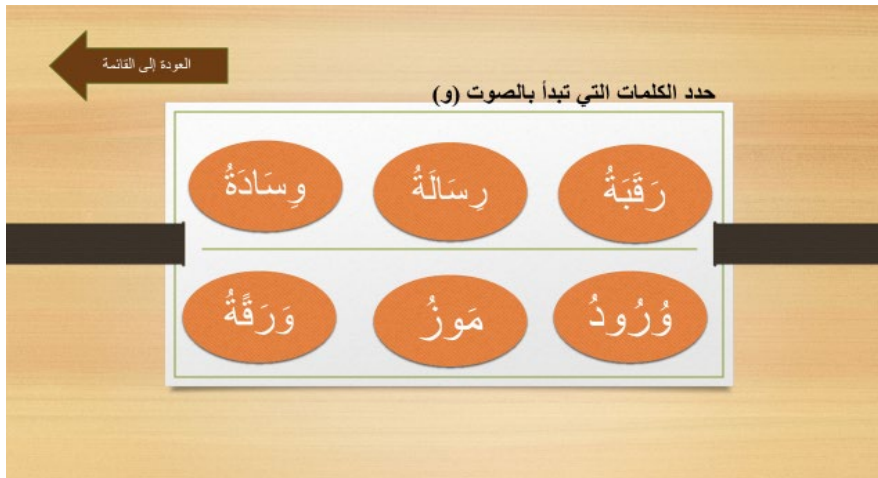 العودة إلى القائمة
حدد الكلمات التي تبدأ بالصوت (و)
رَقَبَةُ رِسَالَةُ وِسَادَةُ
وُرُودُ مَوزُ وَرَقًةُ